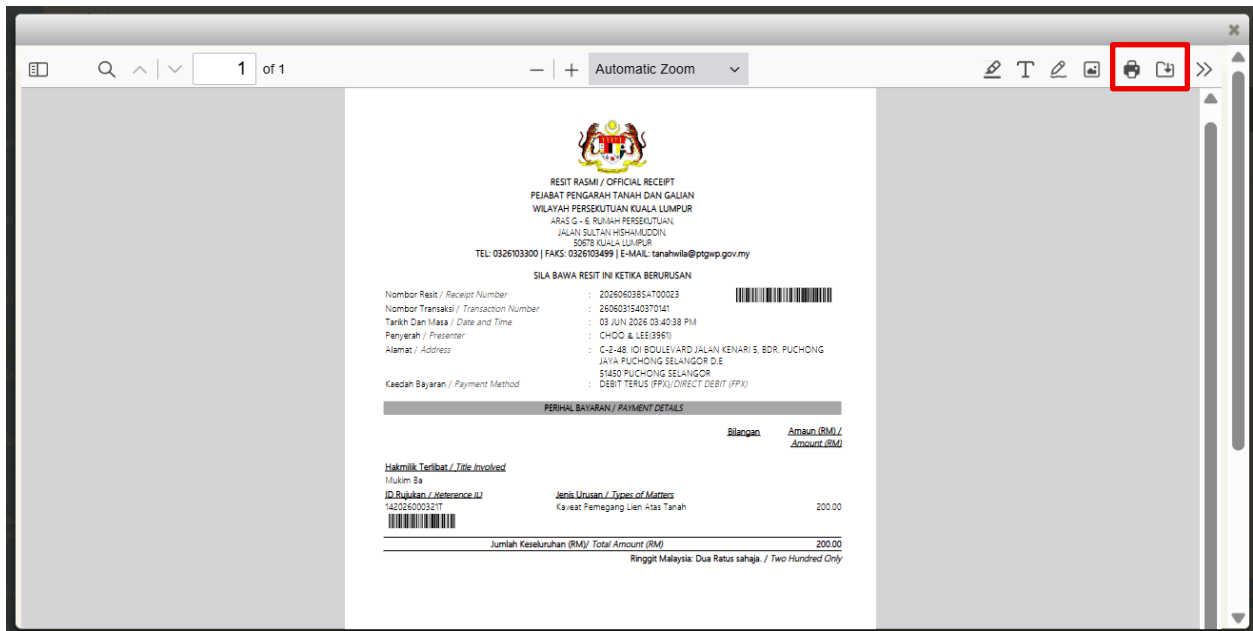 1 of 1
Automatic Zoom
RESIT RASMI / OFFICIAL RECEIPT
PEJABAT PENGARAH TANAH DAN GALIAN
WILAYAH PERSEKUTUAN KUALA LUMPUR
ARAS G - 6, RUMAH PERSEKUTUAN,
JALAN SULTAN HISHAMUDDIN,
50678 KUALA LUMPUR
TEL: 0326103300 | FAKS: 0326103499 | E-MAIL: tanahwila@ptgwp.gov.my
SILA BAWA RESIT INI KETIKA BERURUSAN
Nombor Resit / Receipt Number : 20260603BSAT00023
Nombor Transaksi / Transaction Number : 2606031540370141
Tarikh Dan Masa / Date and Time : 03 JUN 2026 03:40:38 PM
Penyerah / Presenter : CHOO & LEE(3961)
Alamat / Address : C-2-48, IOI BOULEVARD JALAN KENARI 5, BDR. PUCHONG
JAYA PUCHONG SELANGOR D.E
51450 PUCHONG SELANGOR
Kaedah Bayaran / Payment Method : DEBIT TERUS (FPX)/DIRECT DEBIT (FPX)
PERIHAL BAYARAN / PAYMENT DETAILS
Bilangan Amaun (RM) /
Amount (RM)
Hakmilik Terlibat / Title Involved
Mukim Ba
ID Rujukan / Reference ID Jenis Urusan / Types of Matters
142026000321T Kaveat Pemegang Lien Atas Tanah 200.00
Jumlah Keseluruhan (RM)/ Total Amount (RM) 200.00
Ringgit Malaysia: Dua Ratus sahaja. / Two Hundred Only